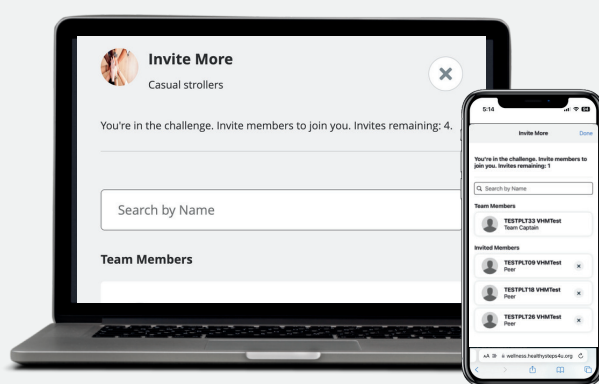 Invite More
Casual strollers
You're in the challenge. Invite members to join you. Invites remaining: 4.
Search by Name
Team Members
5:14
54
Invite More
Done
You're in the challenge. Invite members to
join you. Invites remaining: 1
Search by Name
Team Members
TESTPLT33 VHMTest
Team Captain
Invited Members
TESTPLT09 VHMTest
Peer
TESTPLT18 VHMTest
Peer
TESTPLT26 VHMTest
Peer
AA
wellness.healthysteps4u.org